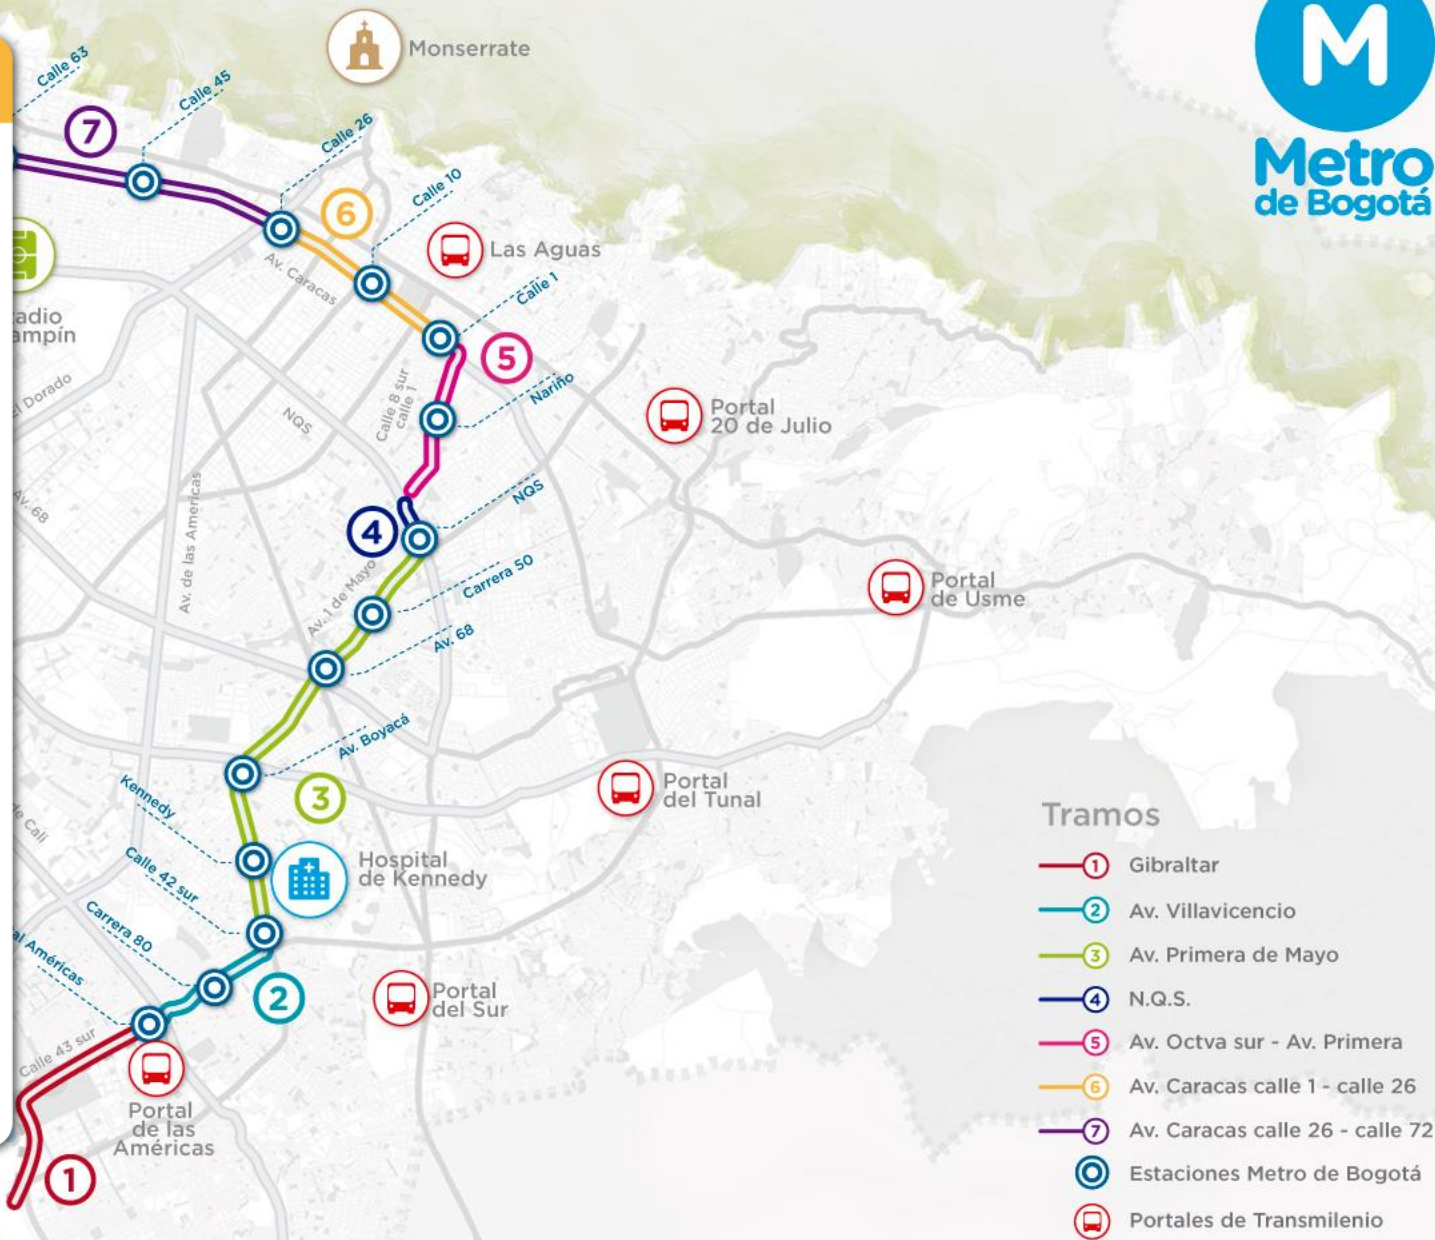 Monserrate
M
Metro
de Bogotá
Calle 63
Calle 45
7
Calle 26
Calle 10
6
Las Aguas
Av. Caracas
Calle 1
5
Nariño
Calle 8 sur
calle 1
NQS
Portal
20 de Julio
Av. 68
Av. de las Americas
NQS
4
Carrera 50
Av. 1 de Mayo
Av. 68
Portal
de Usme
Av. Boyacá
Kennedy
3
Portal
del Tunal
Calle 42 sur
Hospital
de Kennedy
Carrera 80
Américas
2
Portal
del Sur
Calle 43 sur
Portal
de las
Américas
1
Tramos
1 Gibraltar
2 Av. Villavicencio
3 Av. Primera de Mayo
4 N.Q.S.
5 Av. Octva sur - Av. Primera
6 Av. Caracas calle 1 - calle 26
7 Av. Caracas calle 26 - calle 72
Estaciones Metro de Bogotá
Portales de Transmilenio